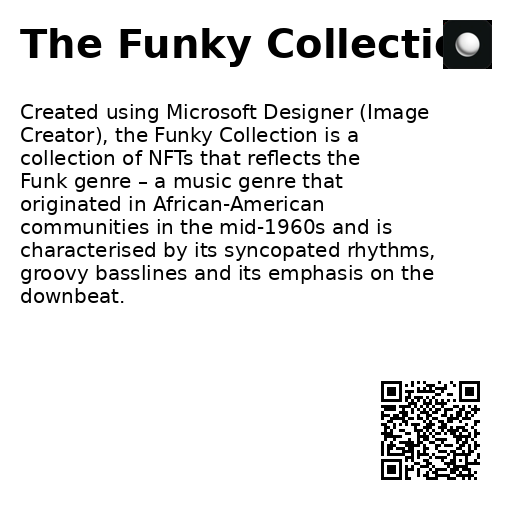 The Funky Collectio
Created using Microsoft Designer (Image
Creator), the Funky Collection is a
collection of NFTs that reflects the
Funk genre – a music genre that
originated in African-American
communities in the mid-1960s and is
characterised by its syncopated rhythms,
groovy basslines and its emphasis on the
downbeat.